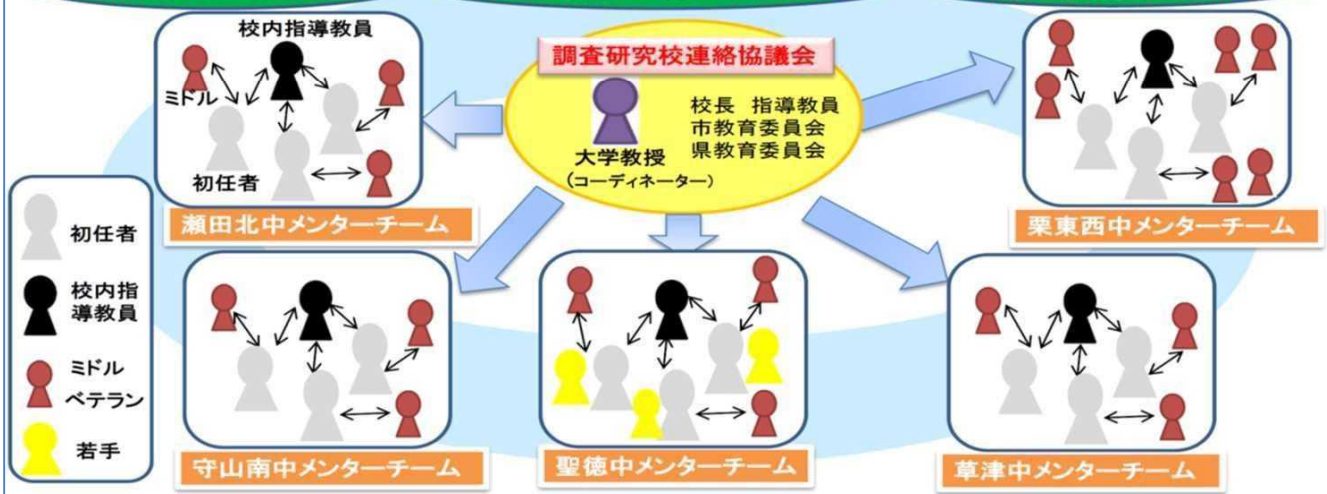 校内指導教員
ミドル
初任者
瀬田北中メンターチーム
調査研究校連絡協議会
校長 指導教員
市教育委員会
県教育委員会
大学教授
(コーディネーター)
栗東西中メンターチーム
初任者
校内指
導教員
ミドル
ベテラン
若手
守山南中メンターチーム
聖徳中メンターチーム
草津中メンターチーム